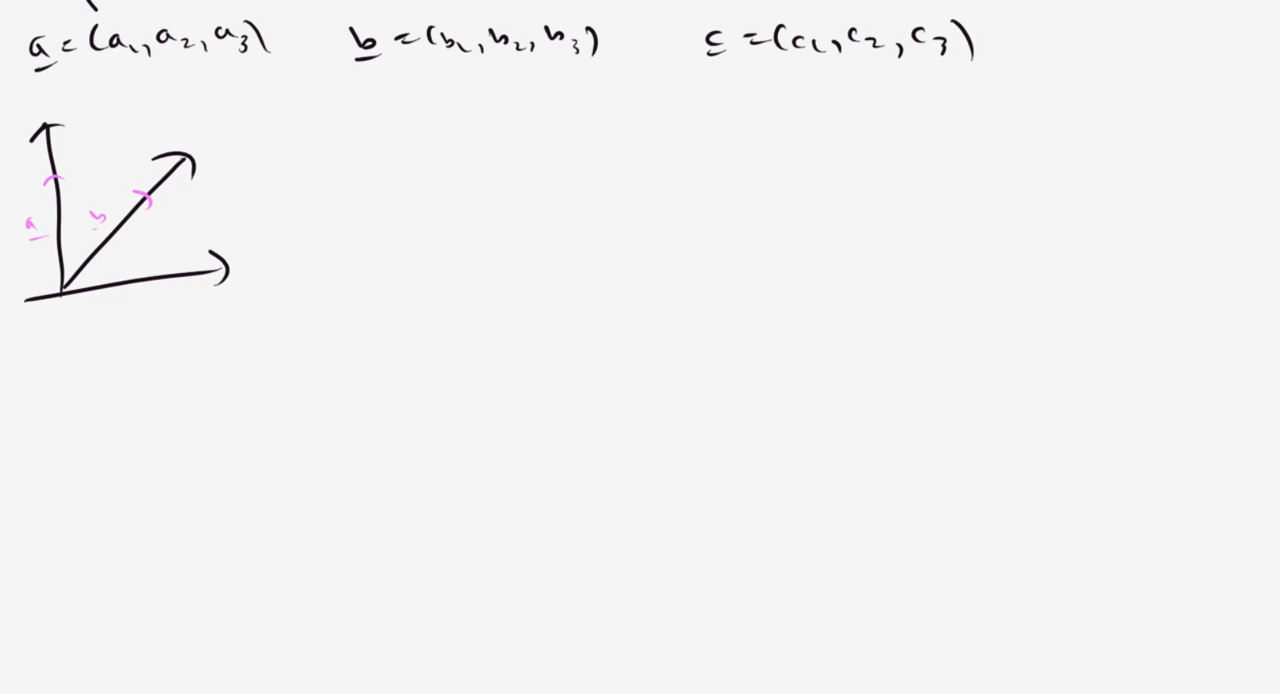 a = (a₁, a₂, a₃) b = (b₁, b₂, b₃) c = (c₁, c₂, c₃)
a b